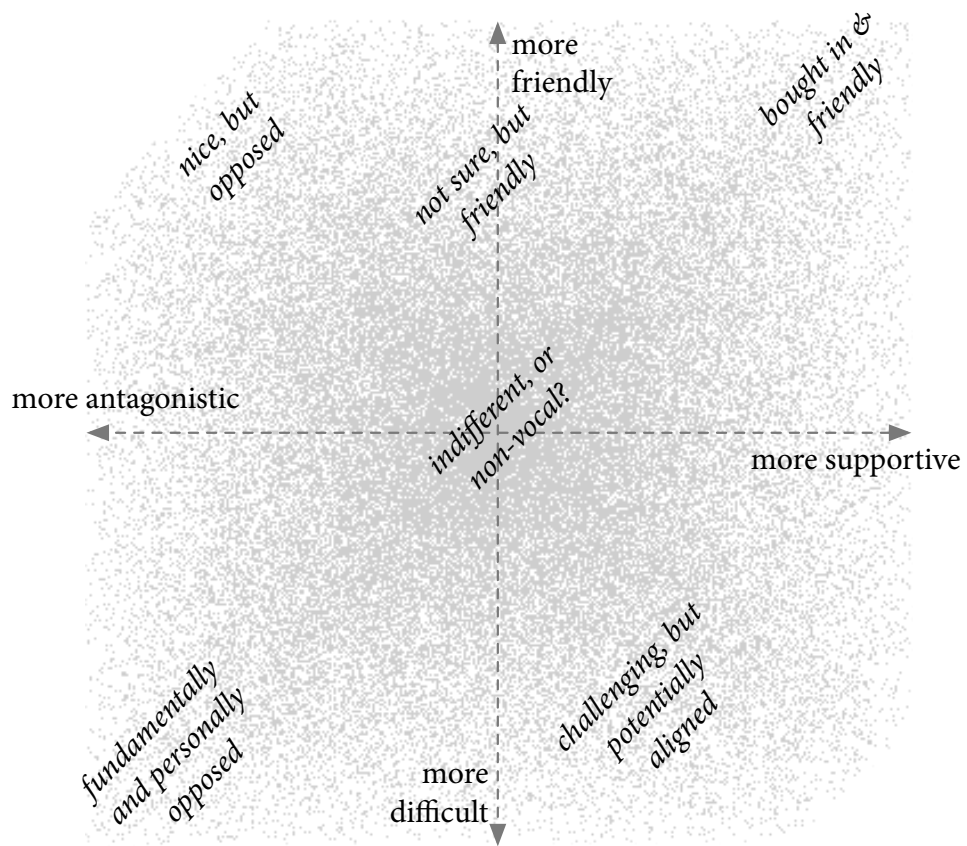 more
friendly
bought in &
friendly
nice, but
opposed
not sure, but
friendly
indifferent, or
non-vocal?
more antagonistic
more supportive
challenging, but
potentially
aligned
fundamentally
and personally
opposed
more
difficult